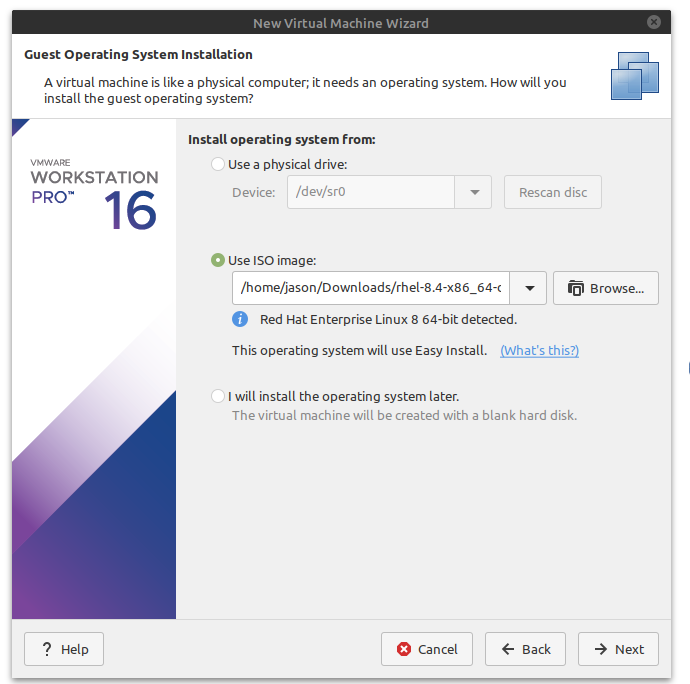 New Virtual Machine Wizard
Guest Operating System Installation
A virtual machine is like a physical computer; it needs an operating system. How will you
install the guest operating system?
VMWARE
WORKSTATION
PRO™ 16
Install operating system from:
Use a physical drive:
Device: /dev/sr0 Rescan disc
Use ISO image:
/home/jason/Downloads/rhel-8.4-x86_64-d Browse...
Red Hat Enterprise Linux 8 64-bit detected.
This operating system will use Easy Install. (What's this?)
I will install the operating system later.
The virtual machine will be created with a blank hard disk.
? Help Cancel Back Next